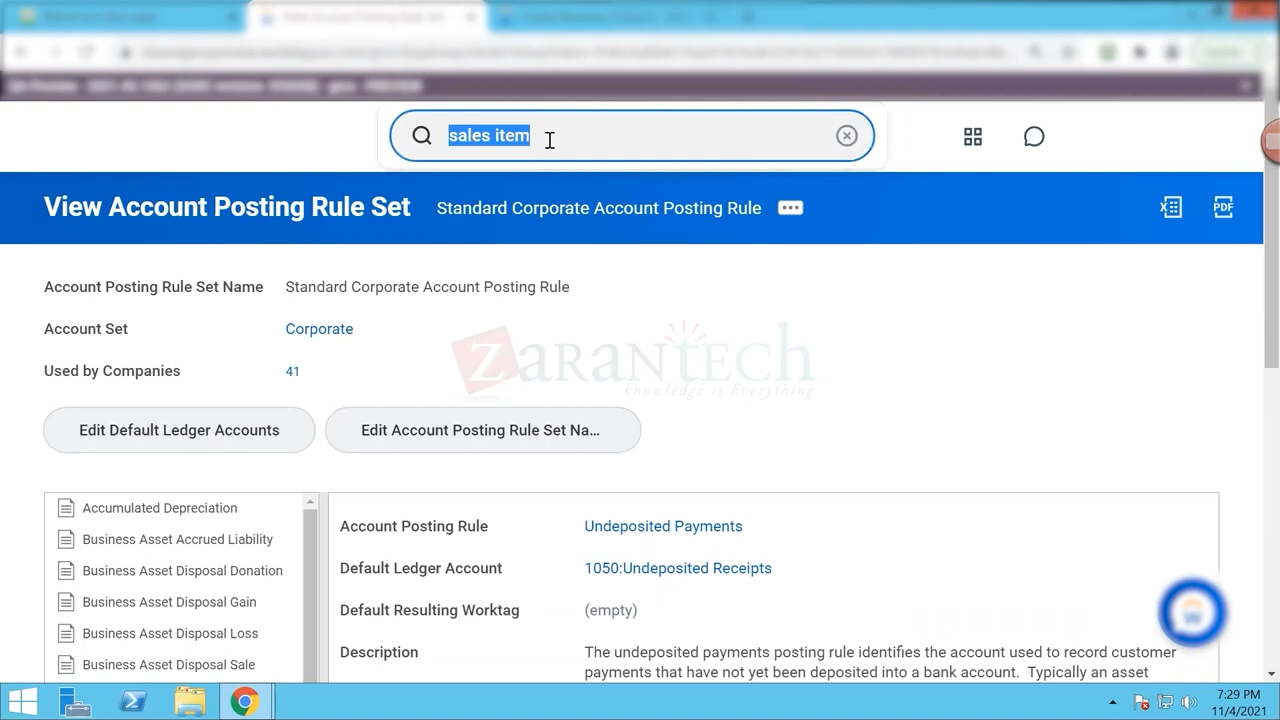 sales item
View Account Posting Rule Set Standard Corporate Account Posting Rule
PDF
Account Posting Rule Set Name Standard Corporate Account Posting Rule
Account Set Corporate
Used by Companies 41
ZaranTech
knowledge is Everything
Edit Default Ledger Accounts Edit Account Posting Rule Set Na...
Accumulated Depreciation
Business Asset Accrued Liability
Business Asset Disposal Donation
Business Asset Disposal Gain
Business Asset Disposal Loss
Business Asset Disposal Sale
Account Posting Rule Undeposited Payments
Default Ledger Account 1050:Undeposited Receipts
Default Resulting Worktag (empty)
Description The undeposited payments posting rule identifies the account used to record customer
payments that have not yet been deposited into a bank account. Typically an asset
7:29 PM
11/4/2021